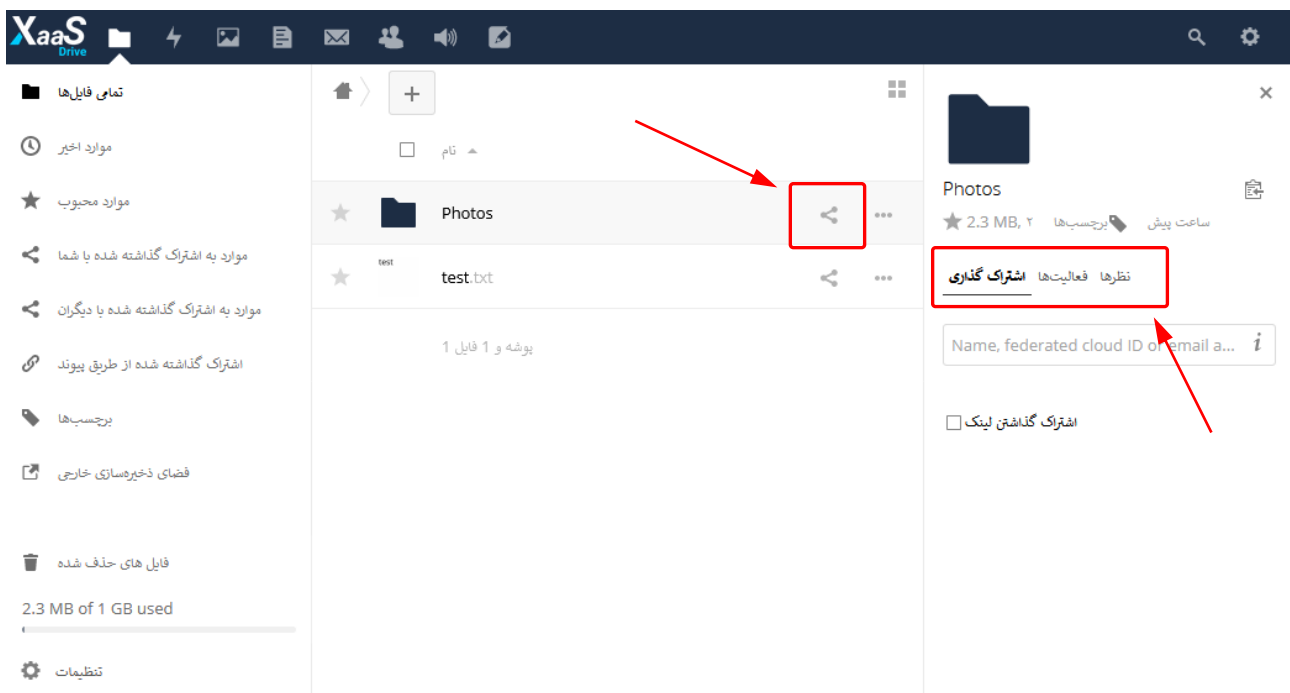 XaaS
Drive
تمامی فایل‌ها
موارد اخیر
موارد محبوب
موارد به اشتراک گذاشته شده با شما
موارد به اشتراک گذاشته شده با دیگران
اشتراک گذاشته شده از طریق پیوند
برچسب‌ها
فضای ذخیره‌سازی خارجی
فایل های حذف شده
2.3 MB of 1 GB used
تنظیمات
نام
Photos
test
test.txt
1 پوشه و 1 فایل
Photos
2.3 MB, ۲ ساعت پیش برچسب‌ها
اشتراک گذاری فعالیت‌ها نظرها
Name, federated cloud ID or email a... i
اشتراک گذاشتن لینک